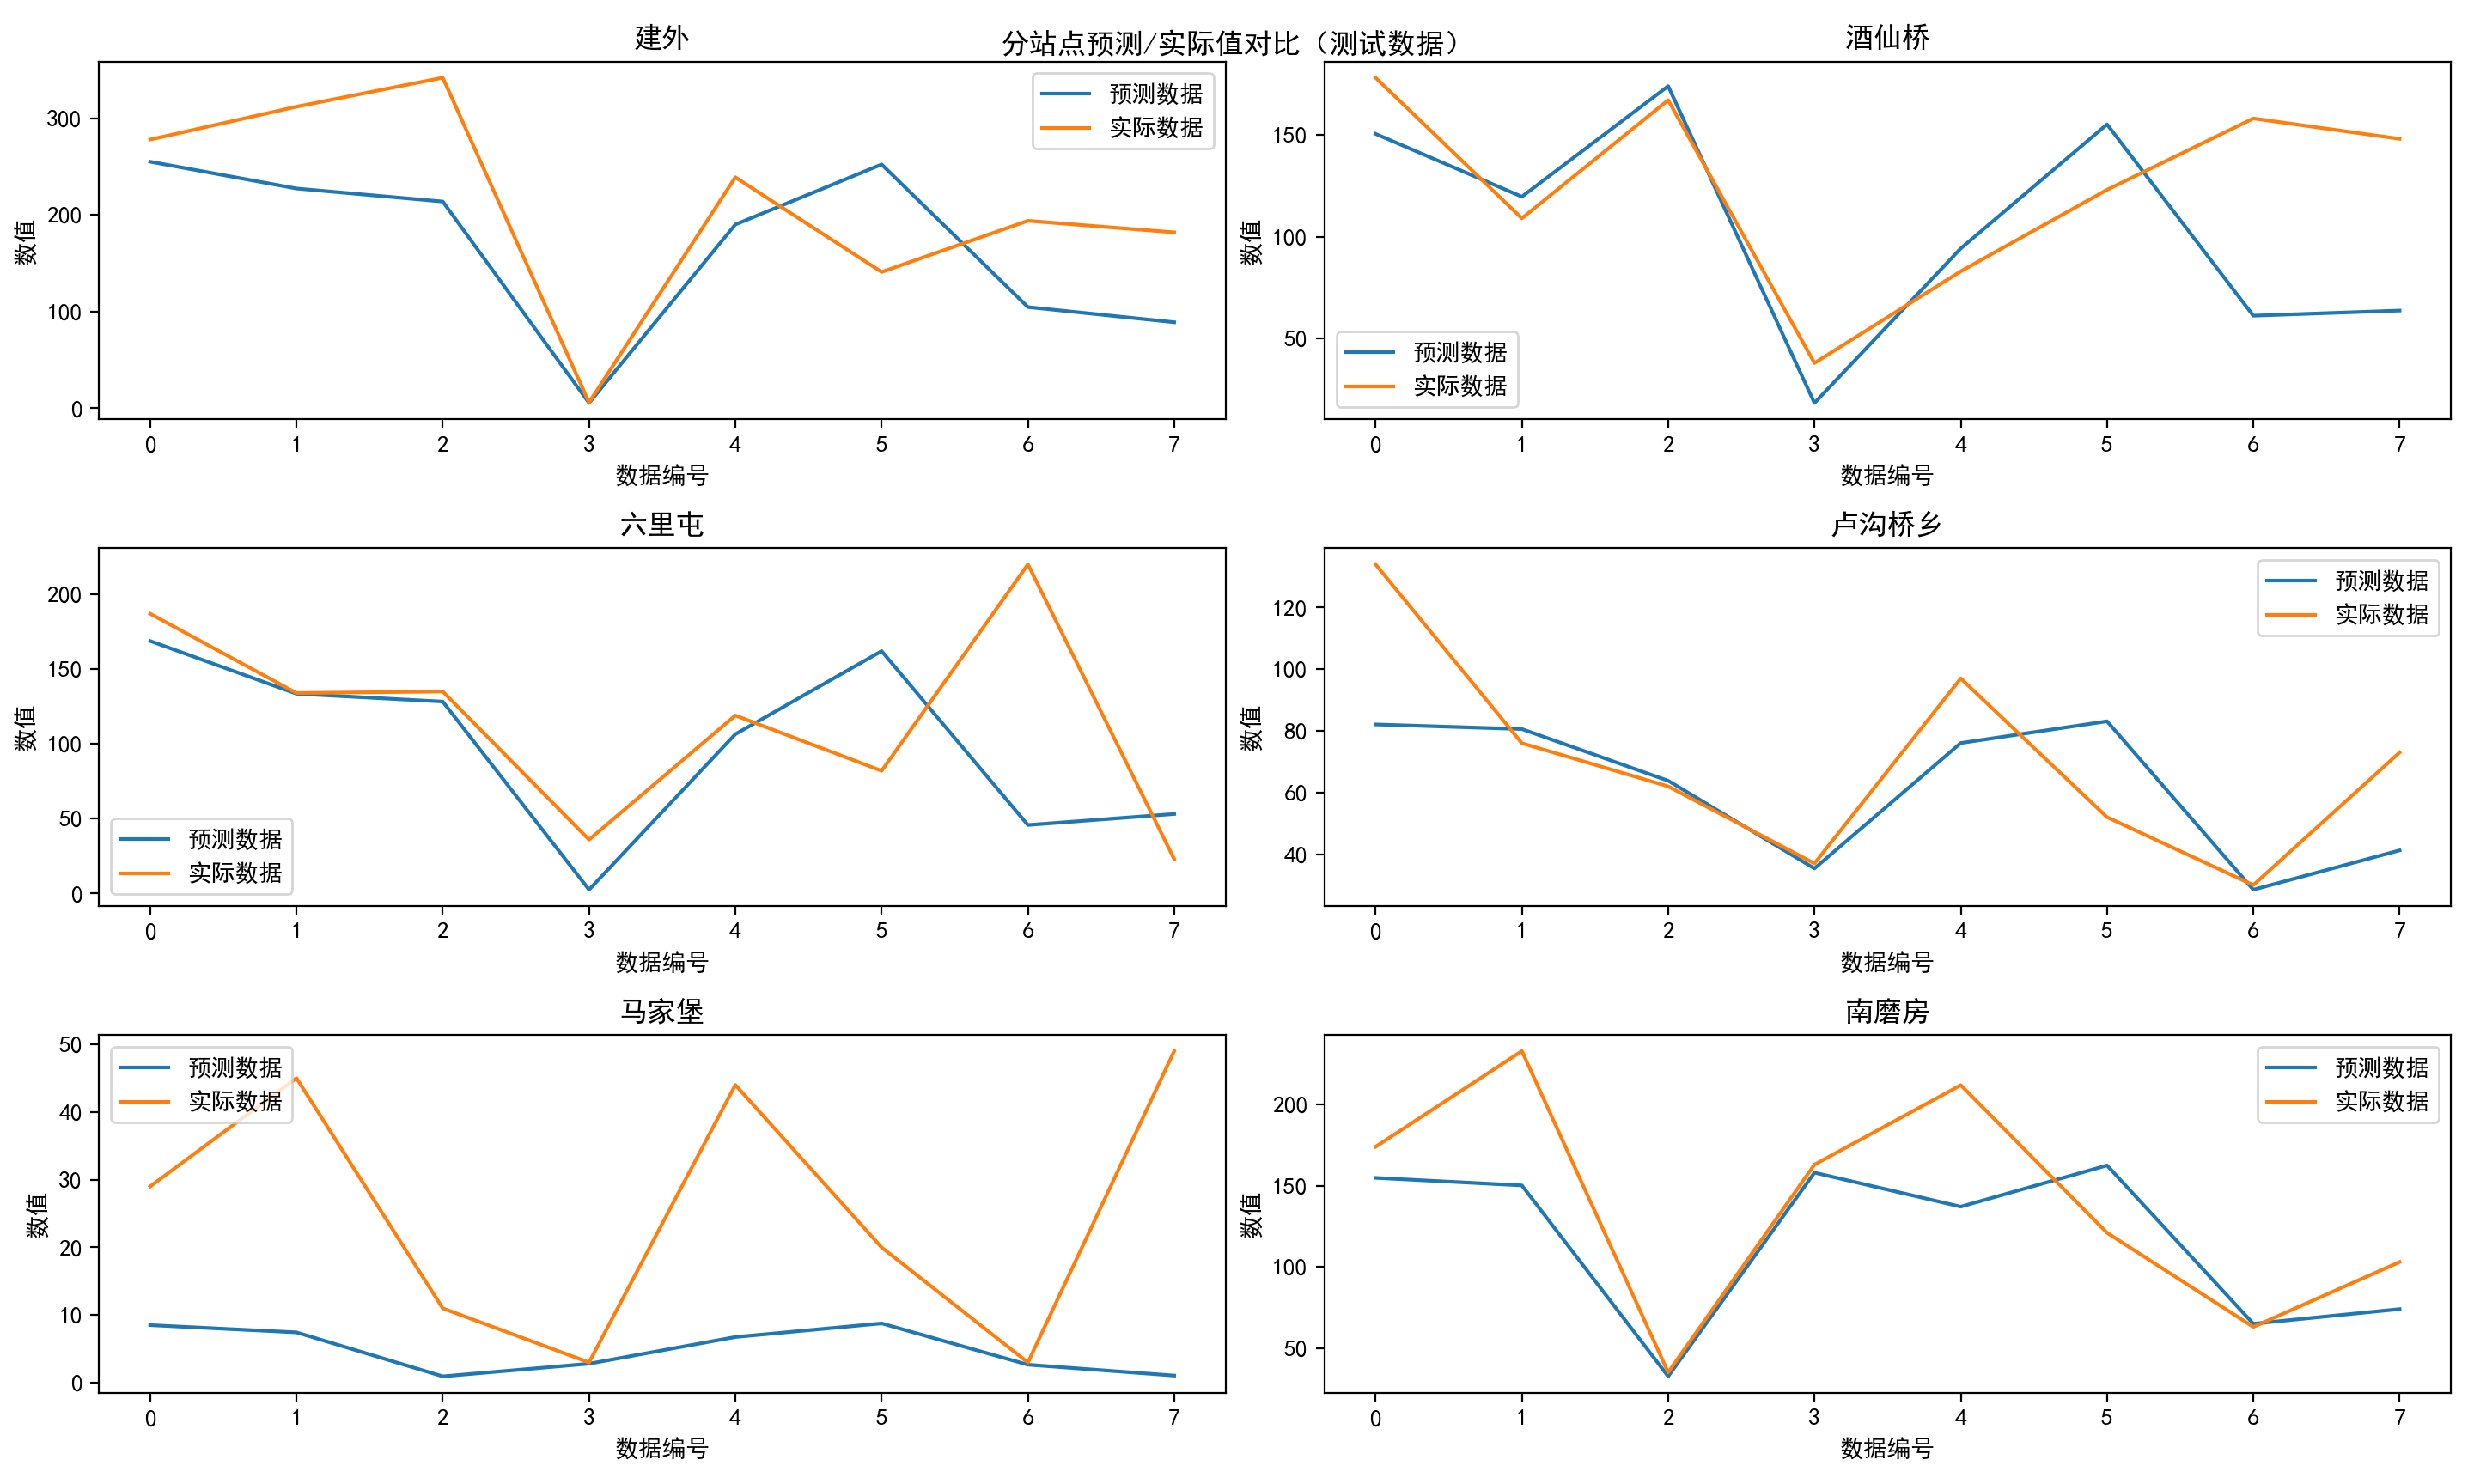 分站点预测/实际值对比（测试数据）
建外
预测数据
实际数据
数值
300
200
100
0
0 1 2 3 4 5 6 7
数据编号
酒仙桥
预测数据
实际数据
数值
150
100
50
0 1 2 3 4 5 6 7
数据编号
六里屯
预测数据
实际数据
数值
200
150
100
50
0
0 1 2 3 4 5 6 7
数据编号
卢沟桥乡
预测数据
实际数据
数值
120
100
80
60
40
0 1 2 3 4 5 6 7
数据编号
马家堡
预测数据
实际数据
数值
50
40
30
20
10
0
0 1 2 3 4 5 6 7
数据编号
南磨房
预测数据
实际数据
数值
200
150
100
50
0 1 2 3 4 5 6 7
数据编号